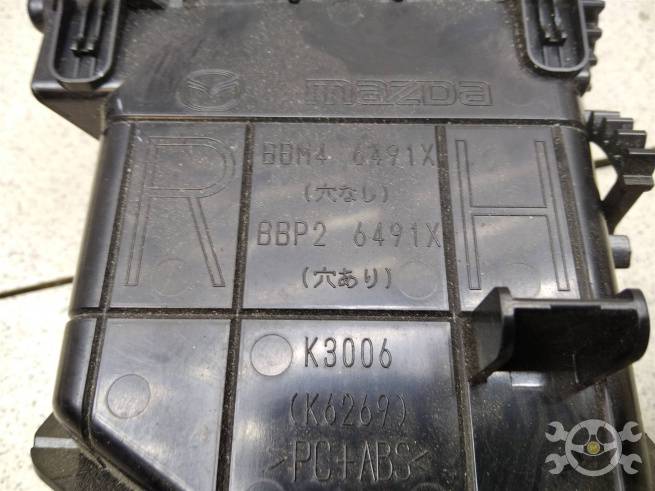 mazda
R H
BBM4 6491X
(穴なし)
BBP2 6491X
(穴あり)
K3006
(K6269)
>PC+ABS<